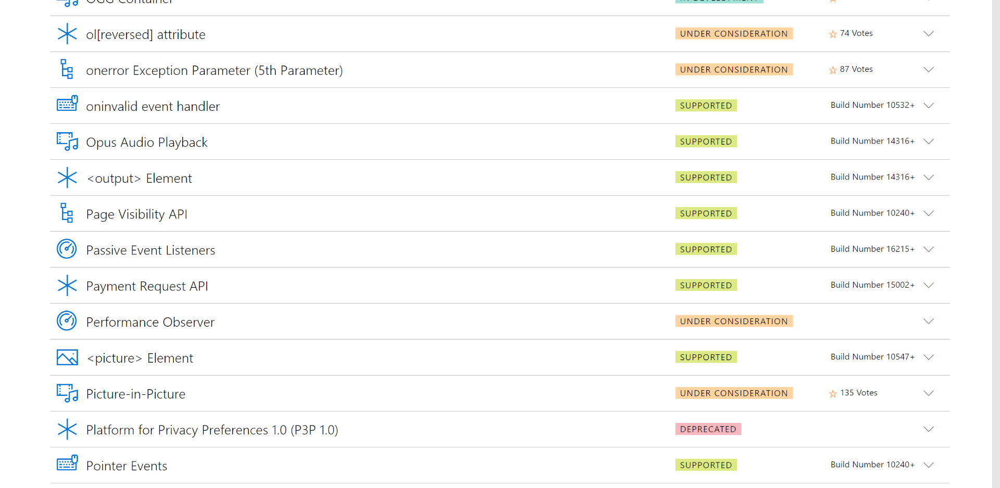 OGG Container IN DEVELOPMENT
ol[reversed] attribute UNDER CONSIDERATION 74 Votes
onerror Exception Parameter (5th Parameter) UNDER CONSIDERATION 87 Votes
oninvalid event handler SUPPORTED Build Number 10532+
Opus Audio Playback SUPPORTED Build Number 14316+
<output> Element SUPPORTED Build Number 14316+
Page Visibility API SUPPORTED Build Number 10240+
Passive Event Listeners SUPPORTED Build Number 16215+
Payment Request API SUPPORTED Build Number 15002+
Performance Observer UNDER CONSIDERATION
<picture> Element SUPPORTED Build Number 10547+
Picture-in-Picture UNDER CONSIDERATION 135 Votes
Platform for Privacy Preferences 1.0 (P3P 1.0) DEPRECATED
Pointer Events SUPPORTED Build Number 10240+